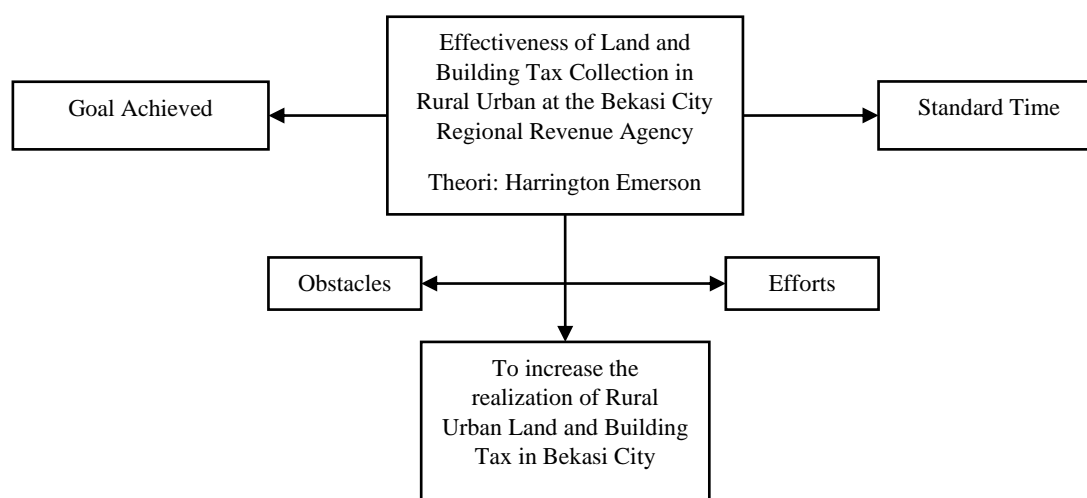 Effectiveness of Land and
Building Tax Collection in
Rural Urban at the Bekasi City
Regional Revenue Agency
Theori: Harrington Emerson
Goal Achieved
Standard Time
Obstacles
Efforts
To increase the
realization of Rural
Urban Land and Building
Tax in Bekasi City